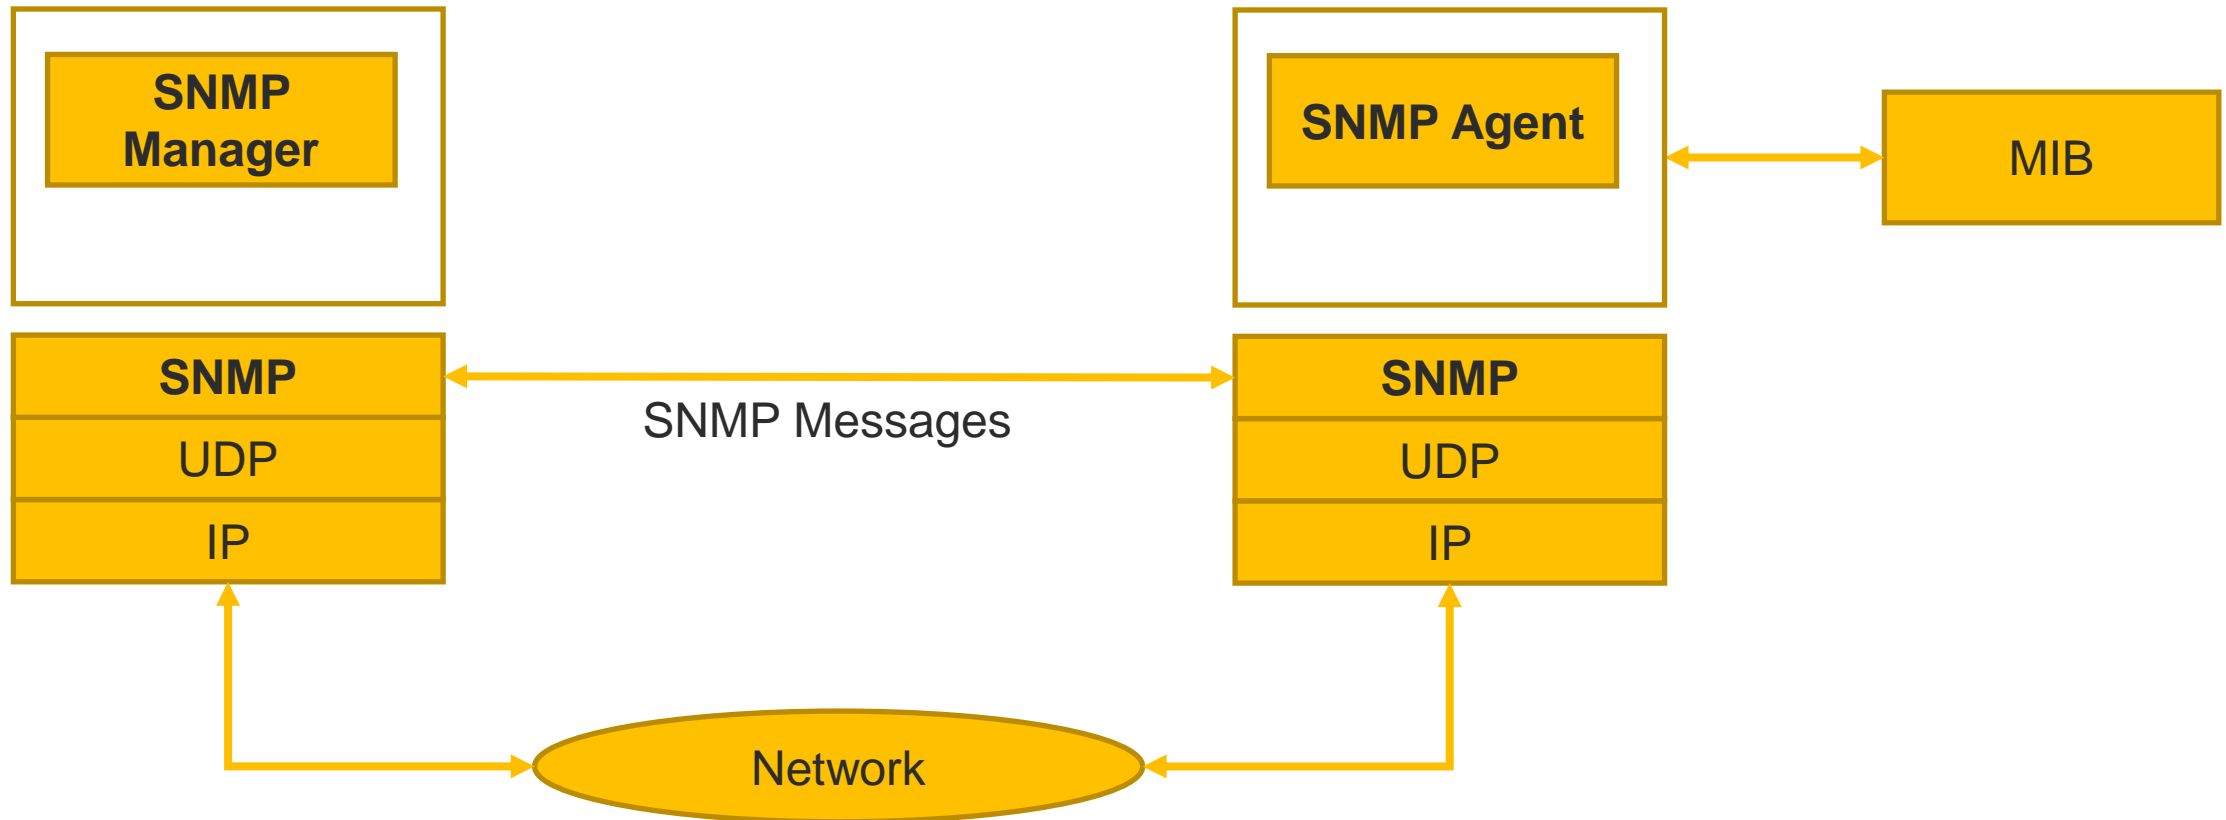 SNMP
Manager
SNMP Agent
MIB
SNMP
SNMP
SNMP Messages
UDP
UDP
IP
IP
Network